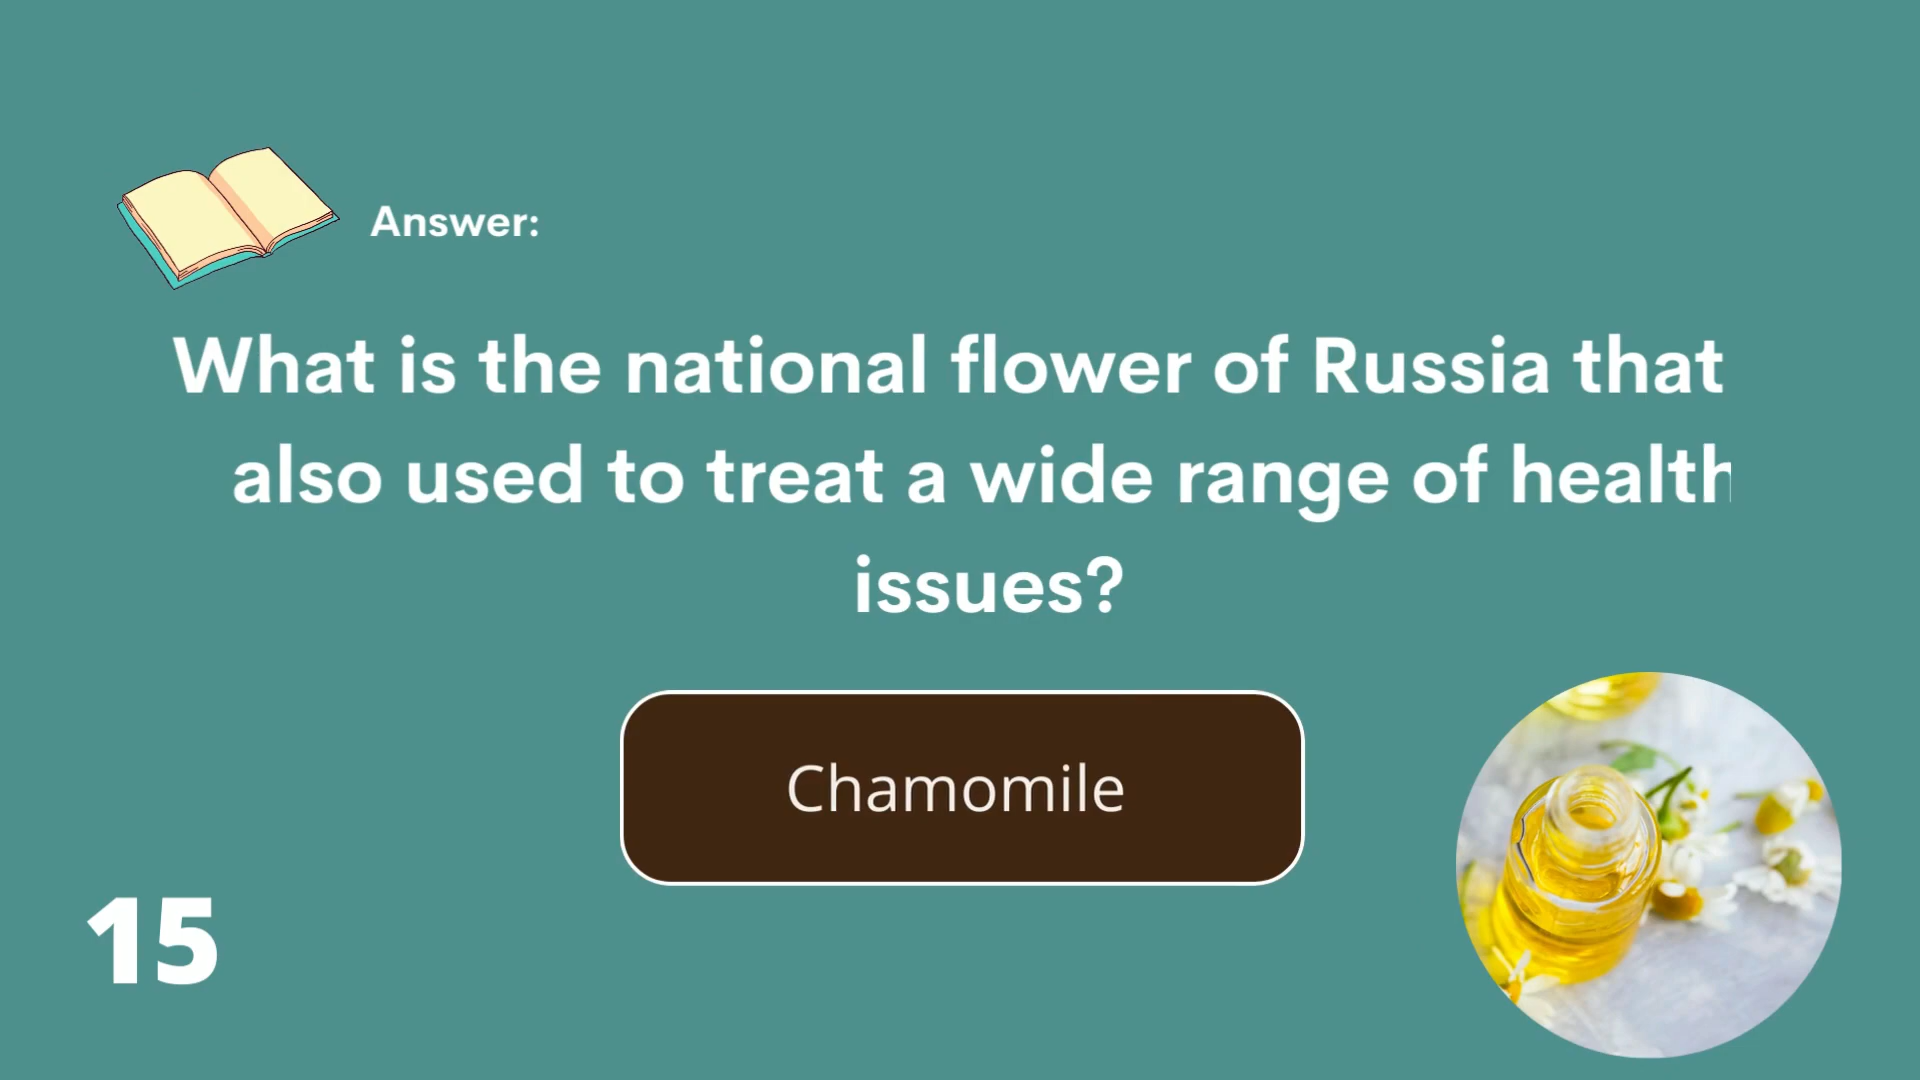 Answer:
What is the national flower of Russia that
also used to treat a wide range of health
issues?
Chamomile
15